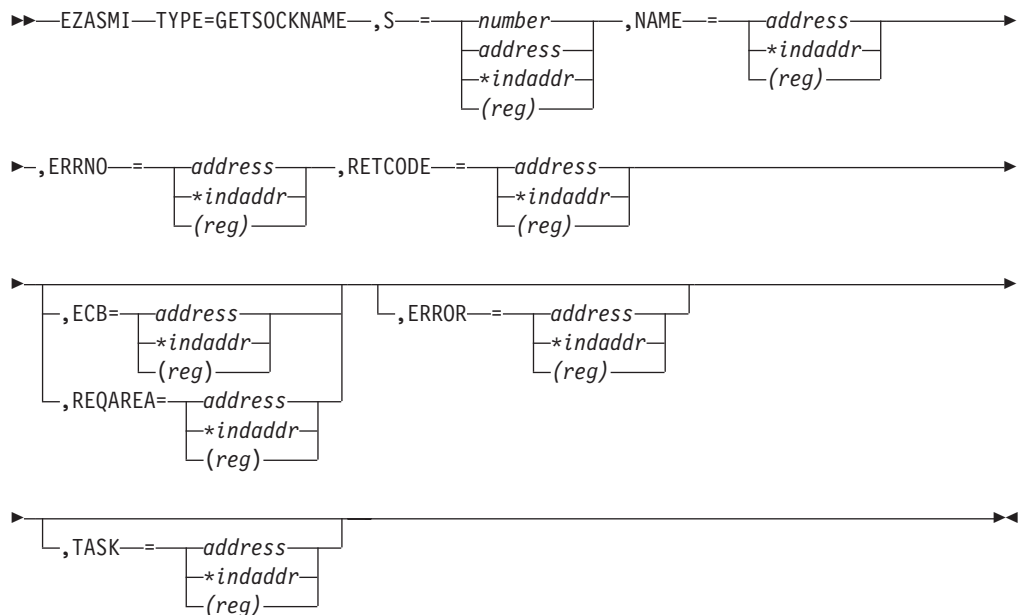 EZASMI TYPE=GETSOCKNAME ,S = number ,NAME = address
address *indaddr
*indaddr (reg)
(reg)
,ERRNO = address ,RETCODE = address
*indaddr *indaddr
(reg) (reg)
,ECB= address ,ERROR = address
*indaddr *indaddr
(reg) (reg)
,REQAREA= address
*indaddr
(reg)
,TASK = address
*indaddr
(reg)